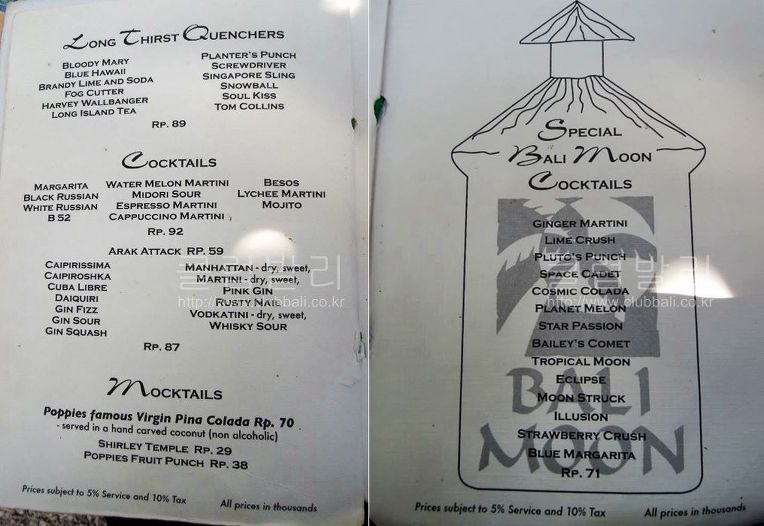 Long Thirst Quenchers
Bloody Mary
Blue Hawaii
Brandy Lime and Soda
Fog Cutter
Harvey Wallbanger
Long Island Tea
Planter's Punch
Screwdriver
Singapore Sling
Snowball
Soul Kiss
Tom Collins
Rp. 89
Cocktails
Margarita
Black Russian
White Russian
B 52
Water Melon Martini
Midori Sour
Espresso Martini
Cappuccino Martini
Besos
Lychee Martini
Mojito
Rp. 92
Arak Attack Rp. 59
Caipirissima
Caipiroshka
Cuba Libre
Daiquiri
Gin Fizz
Gin Sour
Gin Squash
Manhattan - dry, sweet,
Martini - dry, sweet,
Pink Gin
Rusty Nail
Vodkatini - dry, sweet,
Whisky Sour
Rp. 87
Mocktails
Poppies famous Virgin Pina Colada Rp. 70
- served in a hand carved coconut (non alcoholic)
Shirley Temple Rp. 29
Poppies Fruit Punch Rp. 38
Prices subject to 5% Service and 10% Tax All prices in thousands
클럽발리
http://www.clubbali.co.kr
Special
Bali Moon
Cocktails
Ginger Martini
Lime Crush
Pluto's Punch
Space Cadet
Cosmic Colada
Planet Melon
Star Passion
Bailey's Comet
Tropical Moon
Eclipse
Moon Struck
Illusion
Strawberry Crush
Blue Margarita
Rp. 71
BALI
MOON
Prices subject to 5% Service and 10% Tax All prices in thousands
클럽발리
http://www.clubbali.co.kr